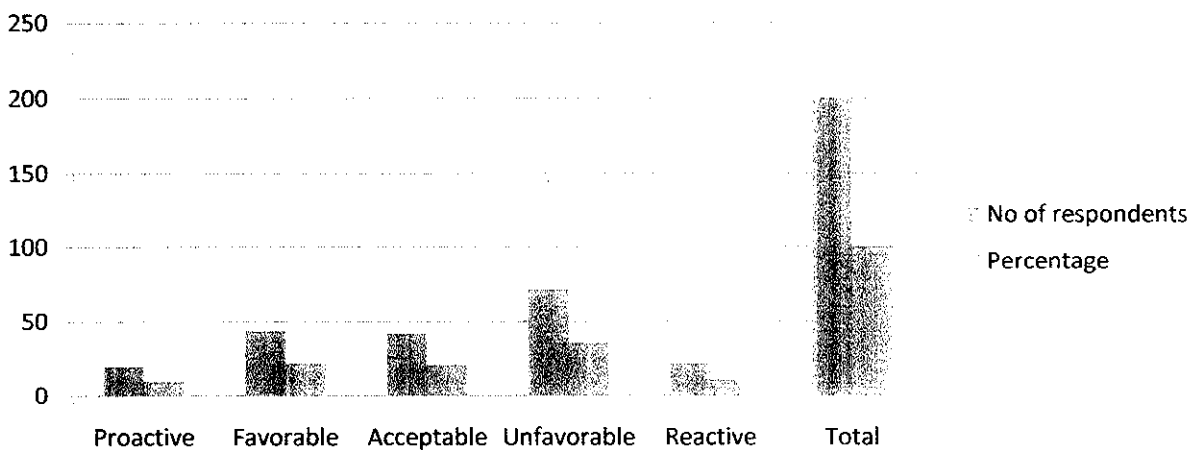 250
200
150
100
50
0
Proactive Favorable Acceptable Unfavorable Reactive Total
No of respondents
Percentage